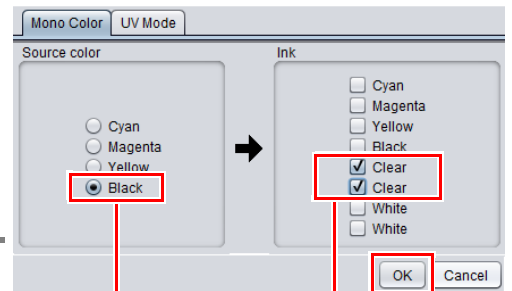 Mono Color UV Mode
Source color
Cyan
Magenta
Yellow
Black
Ink
Cyan
Magenta
Yellow
Black
Clear
Clear
White
White
OK Cancel